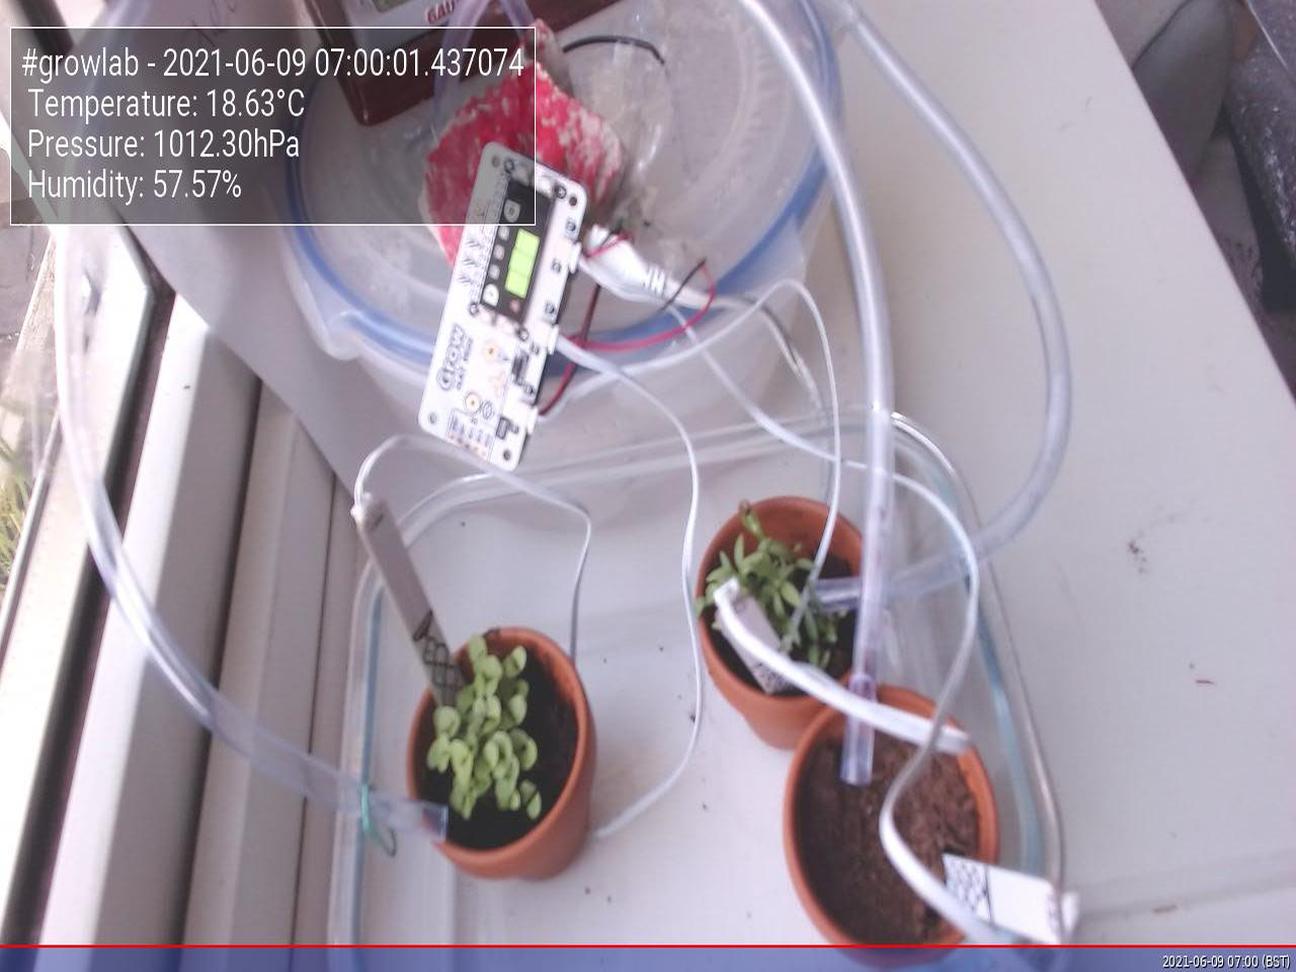 #growlab - 2021-06-09 07:00:01.437074
Temperature: 18.63°C
Pressure: 1012.30hPa
Humidity: 57.57%
Grow
2021-06-09 07:00 (BST)